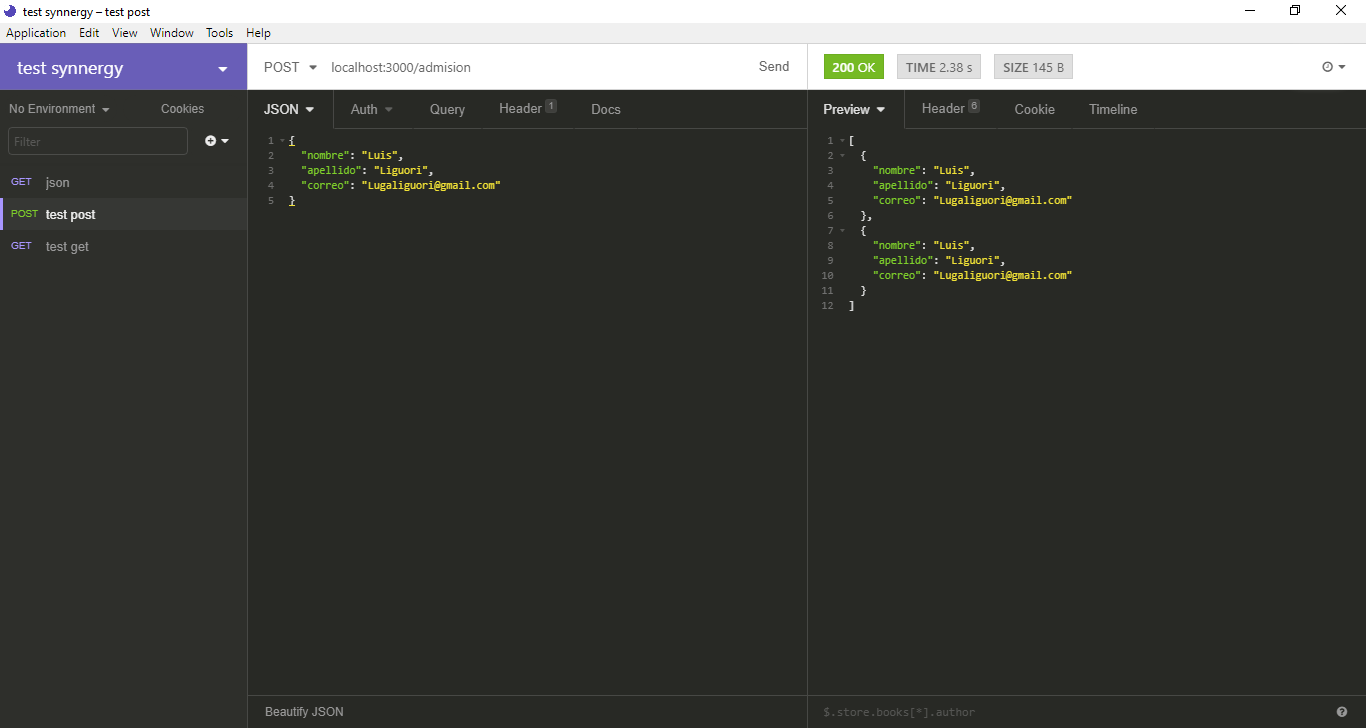 test synnergy – test post
Application Edit View Window Tools Help
test synnergy
POST localhost:3000/admision Send
200 OK TIME 2.38 s SIZE 145 B
No Environment Cookies
Filter
GET json
POST test post
GET test get
JSON Auth Query Header 1 Docs
1 {
2 "nombre": "Luis",
3 "apellido": "Liguori",
4 "correo": "Lugaliguori@gmail.com"
5 }
Beautify JSON
Preview Header 6 Cookie Timeline
1 [
2 {
3 "nombre": "Luis",
4 "apellido": "Liguori",
5 "correo": "Lugaliguori@gmail.com"
6 },
7 {
8 "nombre": "Luis",
9 "apellido": "Liguori",
10 "correo": "Lugaliguori@gmail.com"
11 }
12 ]
$.store.books[*].author